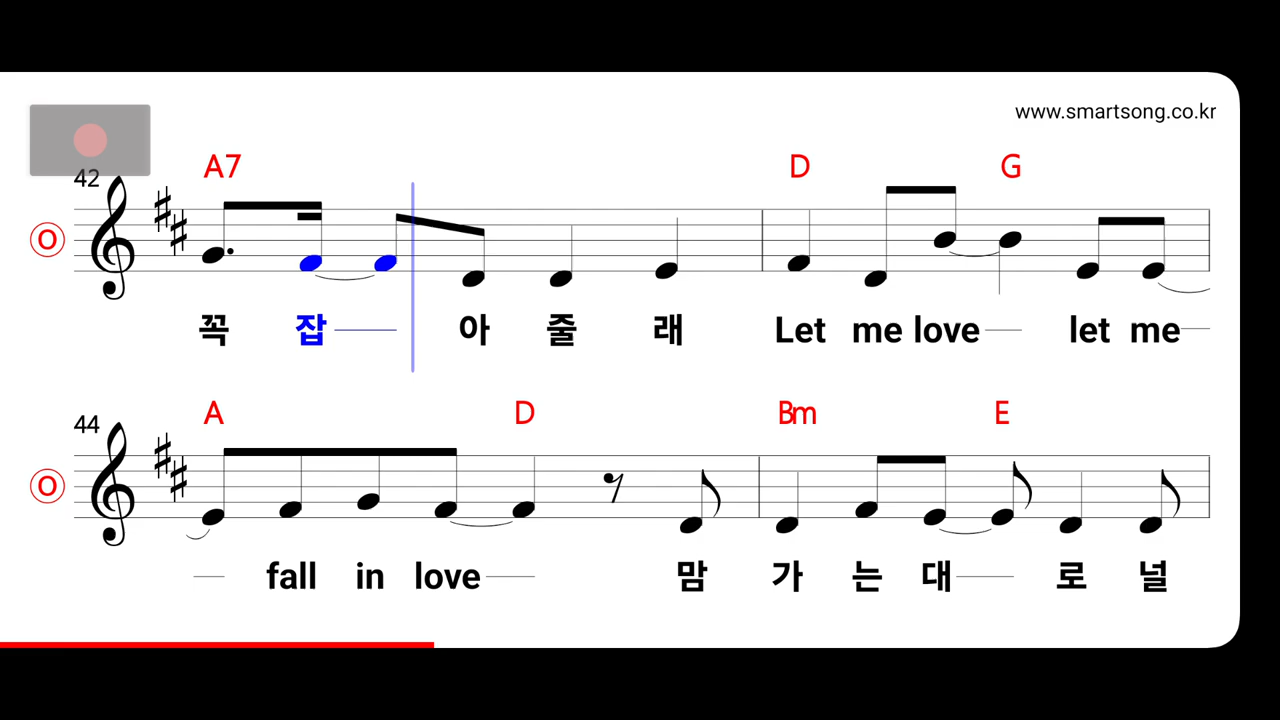 www.smartsong.co.kr
A7 D G
42
O
꼭 잡 아 줄 래 Let me love let me
A D Bm E
44
O
fall in love 맘 가 는 대 로 널